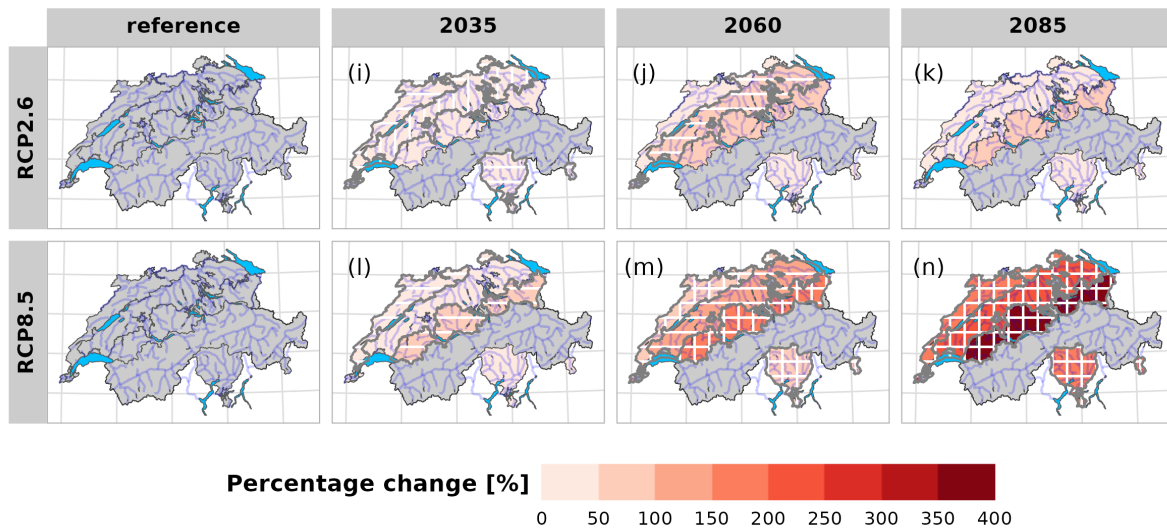 reference 2035 2060 2085
RCP2.6 (i) (j) (k)
RCP8.5 (l) (m) (n)
Percentage change [%]
0 50 100 150 200 250 300 350 400